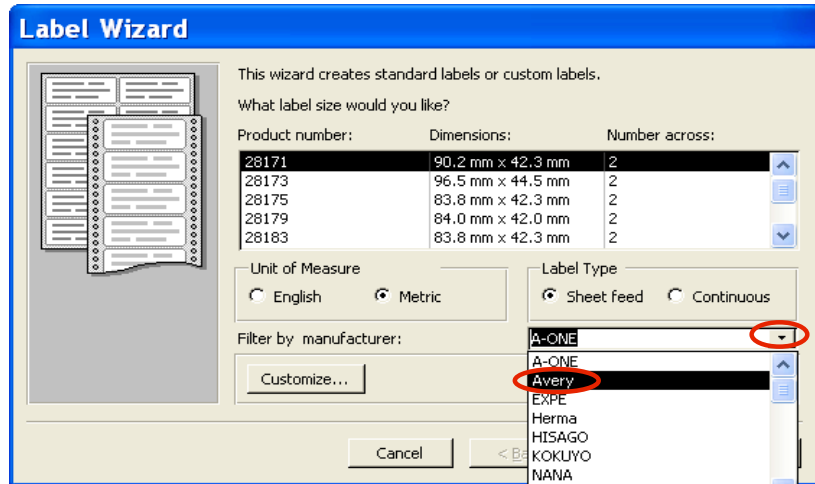 Label Wizard
This wizard creates standard labels or custom labels.
What label size would you like?
Product number: Dimensions: Number across:
28171 90.2 mm x 42.3 mm 2
28173 96.5 mm x 44.5 mm 2
28175 83.8 mm x 42.3 mm 2
28179 84.0 mm x 42.0 mm 2
28183 83.8 mm x 42.3 mm 2
Unit of Measure Label Type
English Metric Sheet feed Continuous
Filter by manufacturer: A-ONE
A-ONE
Customize... Avery
EXPE
Herma
HISAGO
Cancel < Ba KOKUYO
NANA